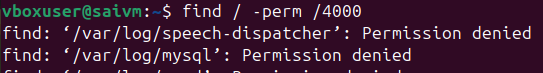 vboxuser@saivm:~$ find / -perm /4000
find: ‘/var/log/speech-dispatcher’: Permission denied
find: ‘/var/log/mysql’: Permission denied